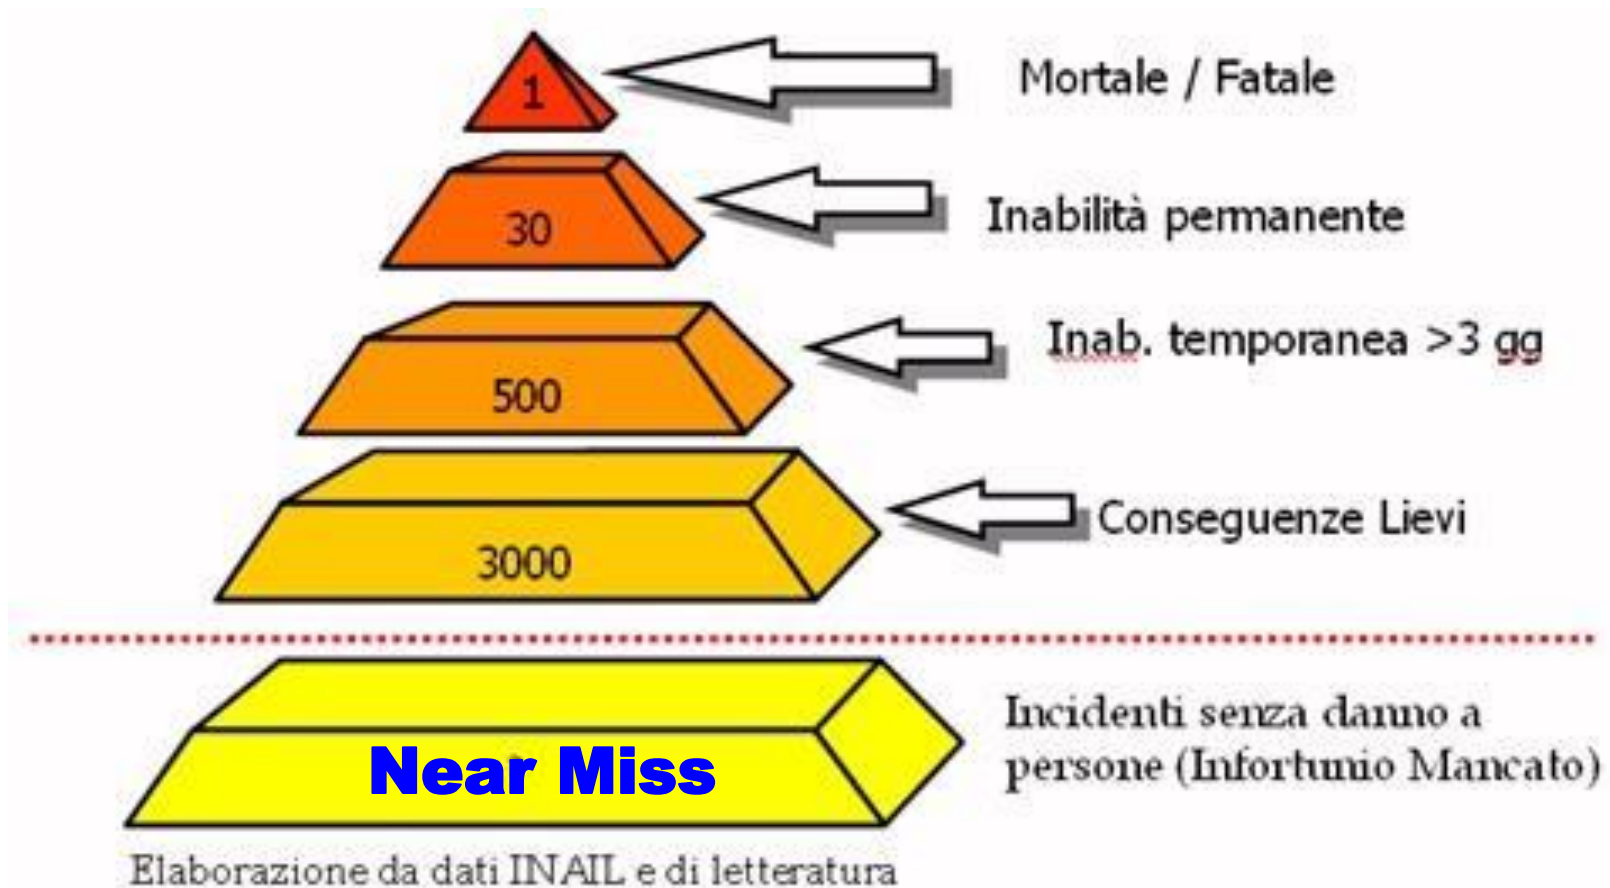 1
Mortale / Fatale
30
Inabilità permanente
Inab. temporanea >3 gg
500
Conseguenze Lievi
3000
Incidenti senza danno a
persone (Infortunio Mancato)
Near Miss
Elaborazione da dati INAIL e di letteratura